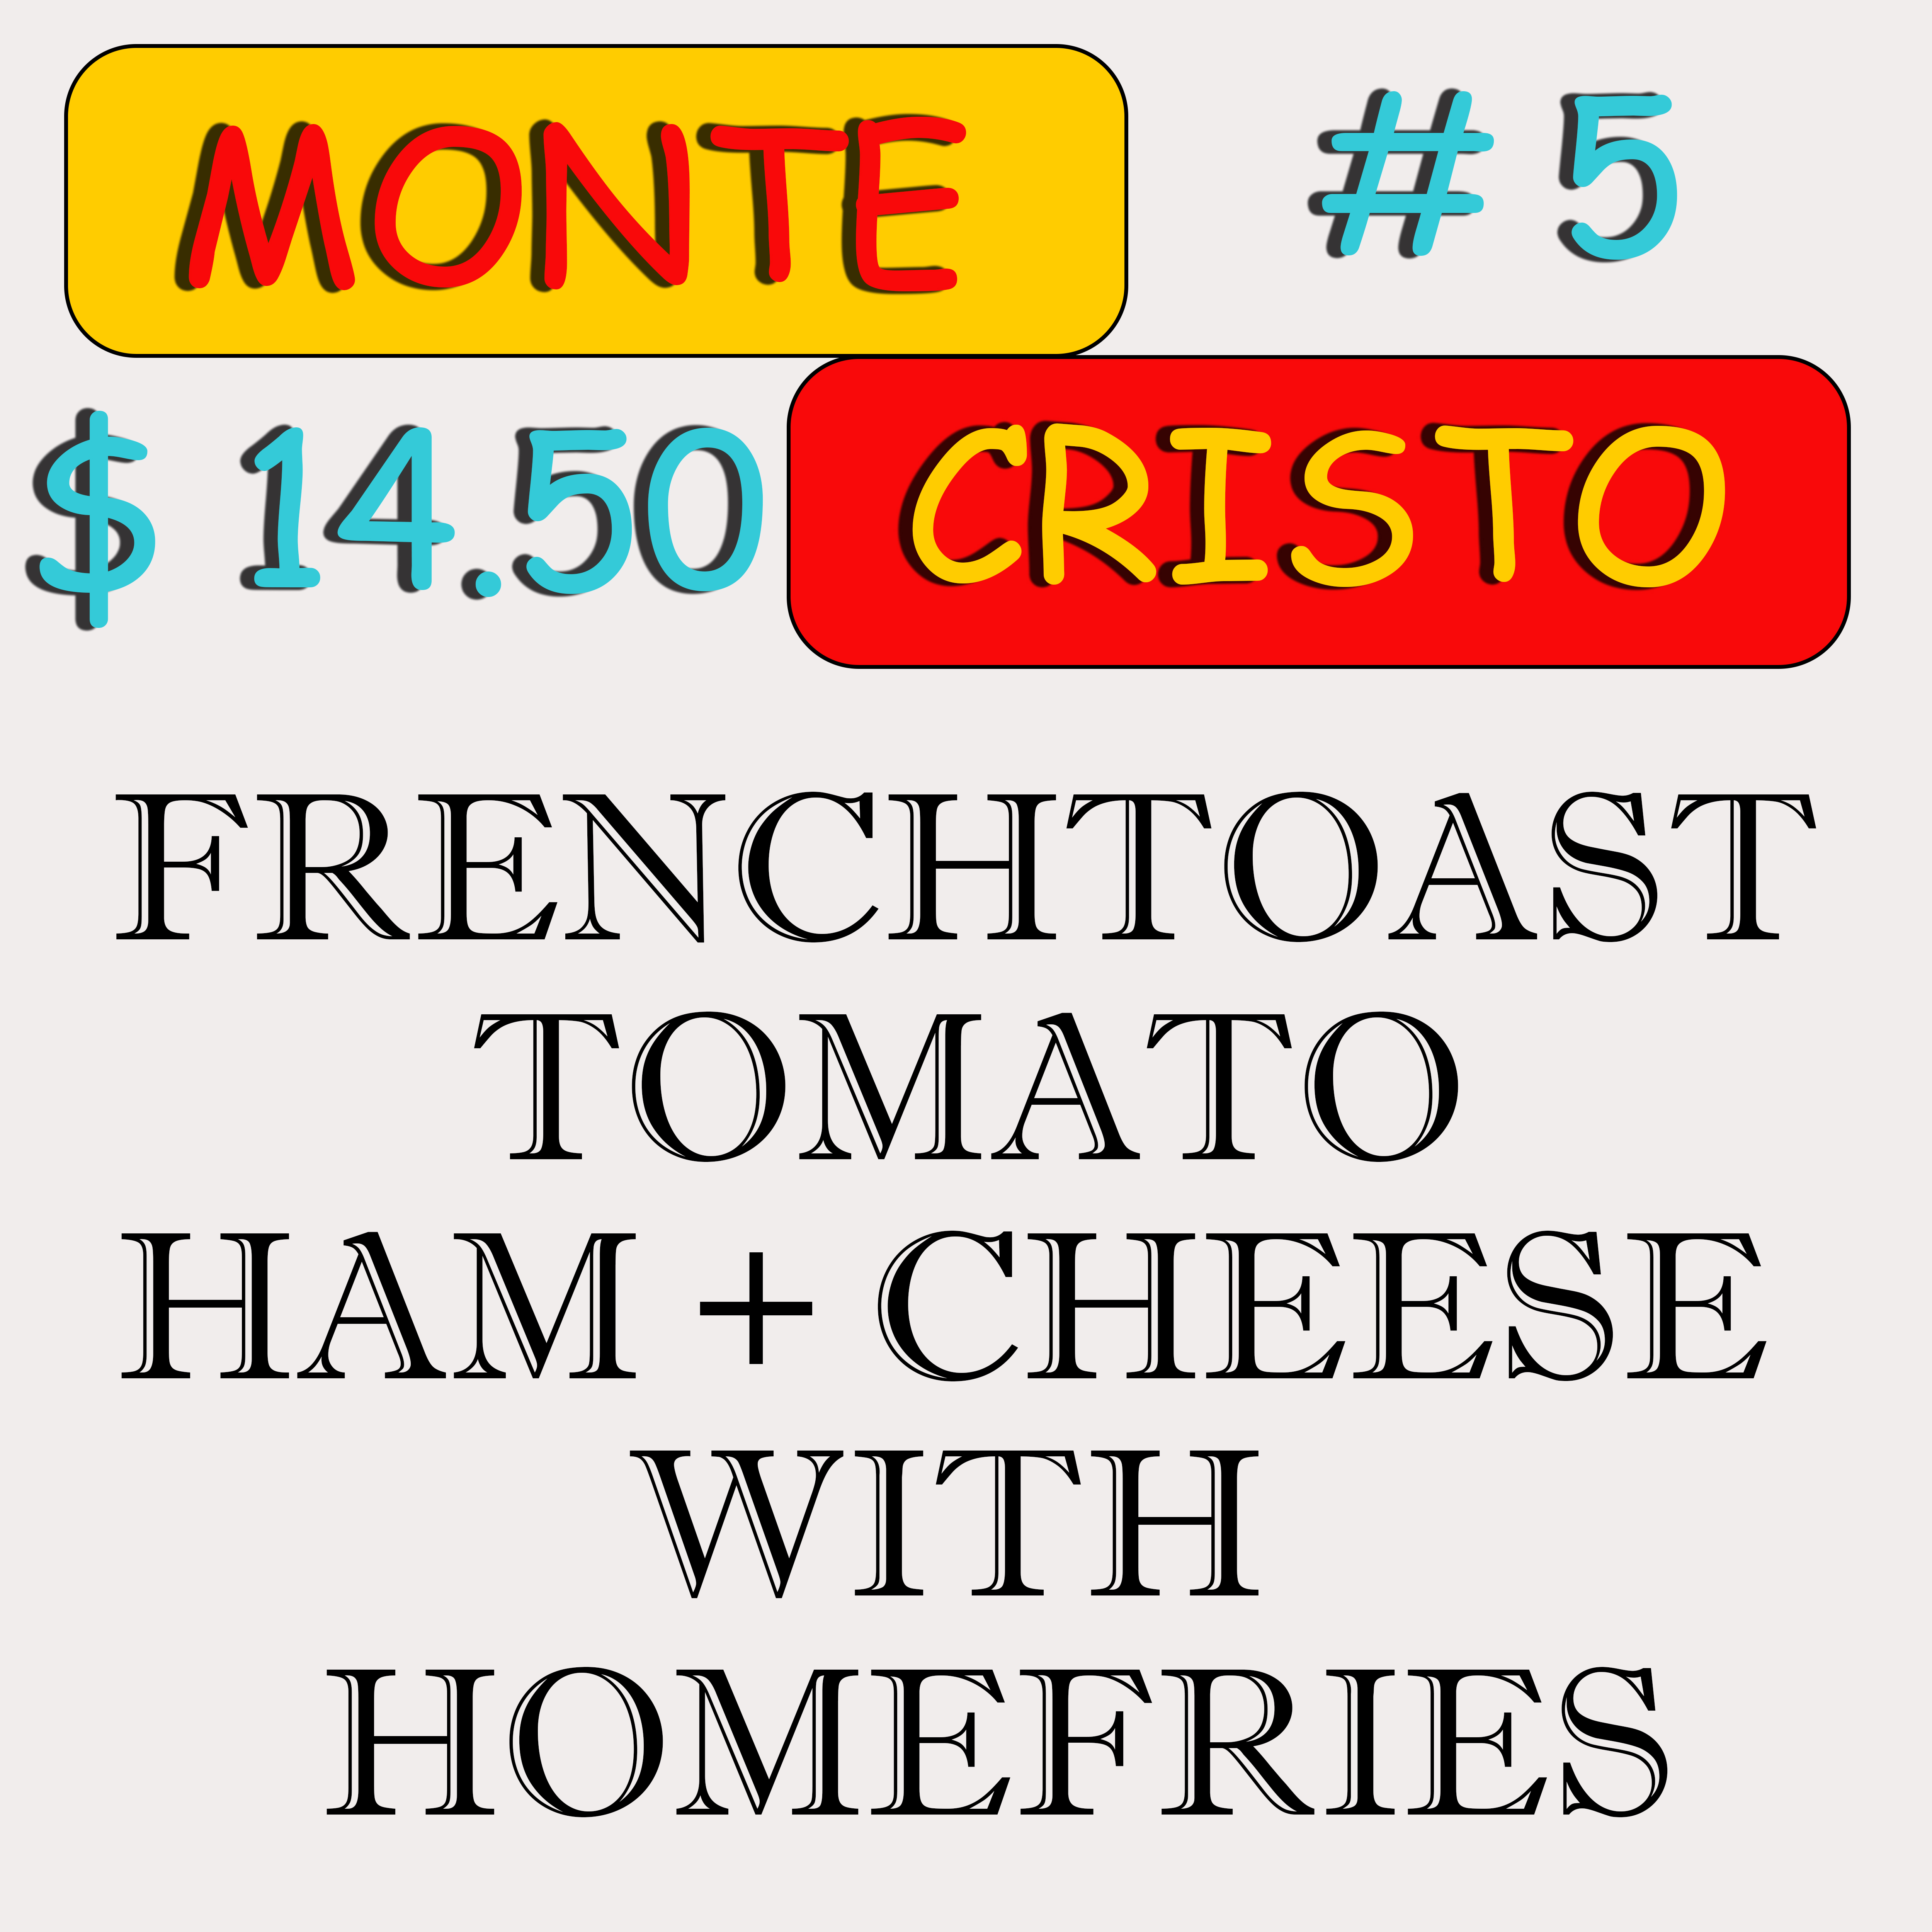 MONTE # 5
$ 14.50 CRISTO
FRENCHTOAST
TOMATO
HAM + CHEESE
WITH
HOMEFRIES